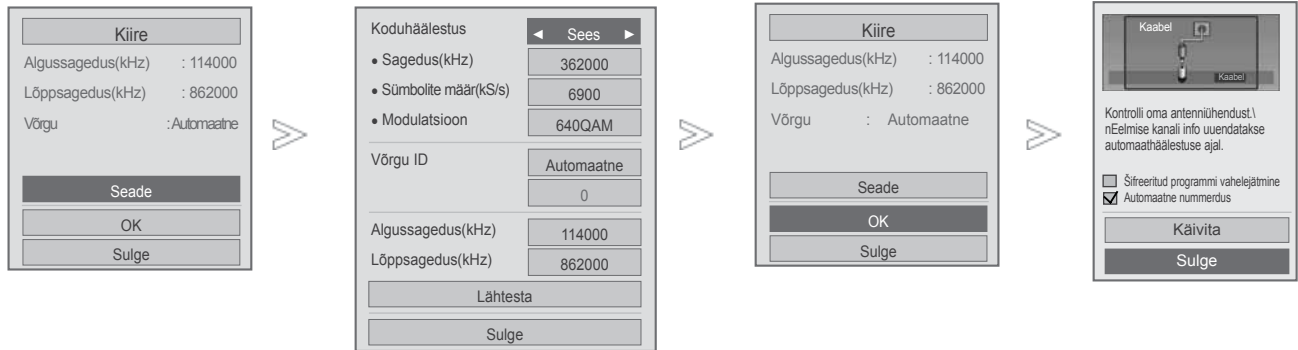 Kiire
Algussagedus(kHz) : 114000
Lõppsagedus(kHz) : 862000
Võrgu :Automaatne
Seade
OK
Sulge
Koduhäälestus ◄ Sees ►
• Sagedus(kHz) 362000
• Sümbolite määr(kS/s) 6900
• Modulatsioon 640QAM
Võrgu ID Automaatne
0
Algussagedus(kHz) 114000
Lõppsagedus(kHz) 862000
Lähtesta
Sulge
Kiire
Algussagedus(kHz) : 114000
Lõppsagedus(kHz) : 862000
Võrgu : Automaatne
Seade
OK
Sulge
Kaabel
Kaabel
Kontrolli oma antenniühendust.\
nEelmise kanali info uuendatakse
automaathäälestuse ajal.
Šifreeritud programmi vahelejätmine
Automaatne nummerdus
Käivita
Sulge